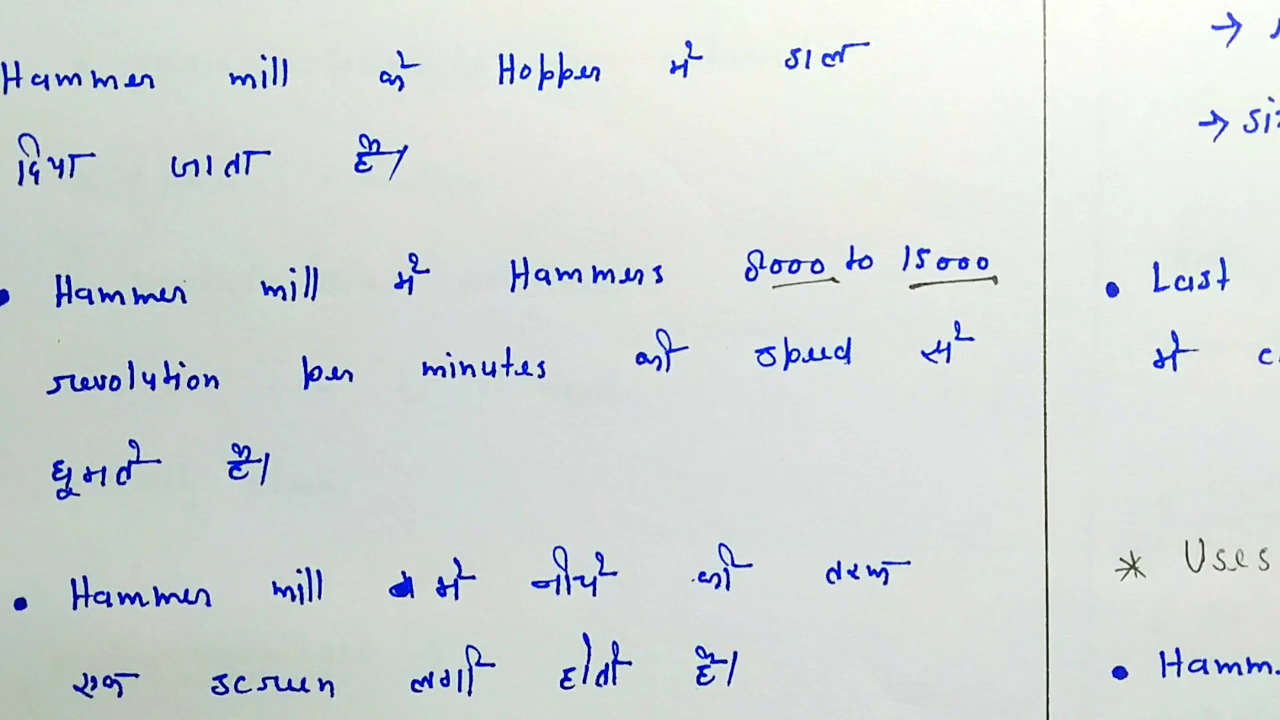 Hammer mill के Hopper में डाल
दिया जाता है।
• Hammer mill में Hammers 8000 to 15000
revolution per minutes की speed से
घूमते हैं।
• Hammer mill में नीचे की तरफ
एक screen लगी होती है।
→
→
• Last
में
* Uses
• Hamm